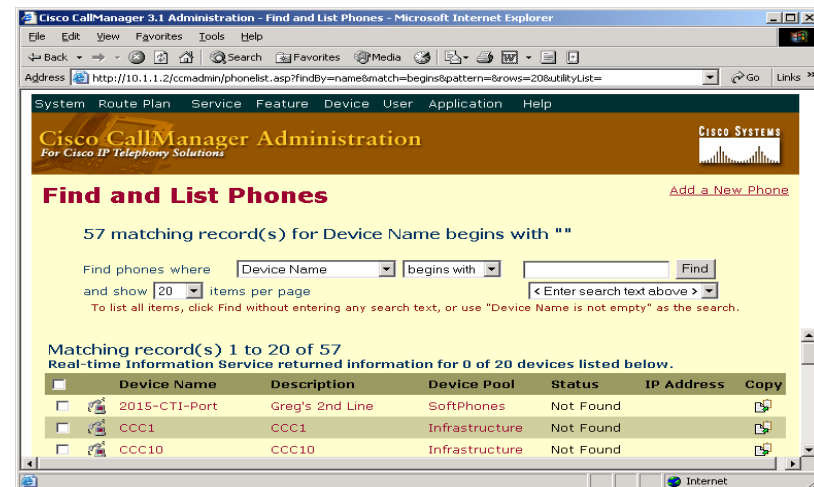 Cisco CallManager 3.1 Administration - Find and List Phones - Microsoft Internet Explorer
File Edit View Favorites Tools Help
Back Search Favorites Media
Address http://10.1.1.2/ccmadmin/phonelist.asp?findBy=name&match=begins&pattern=&rows=20&utilityList= Go Links »
System Route Plan Service Feature Device User Application Help
Cisco CallManager Administration
For Cisco IP Telephony Solutions
CISCO SYSTEMS
Find and List Phones
Add a New Phone
57 matching record(s) for Device Name begins with ""
Find phones where Device Name begins with Find
and show 20 items per page < Enter search text above >
To list all items, click Find without entering any search text, or use "Device Name is not empty" as the search.
Matching record(s) 1 to 20 of 57
Real-time Information Service returned information for 0 of 20 devices listed below.
Device Name Description Device Pool Status IP Address Copy
2015-CTI-Port Greg's 2nd Line SoftPhones Not Found
CCC1 CCC1 Infrastructure Not Found
CCC10 CCC10 Infrastructure Not Found
Internet